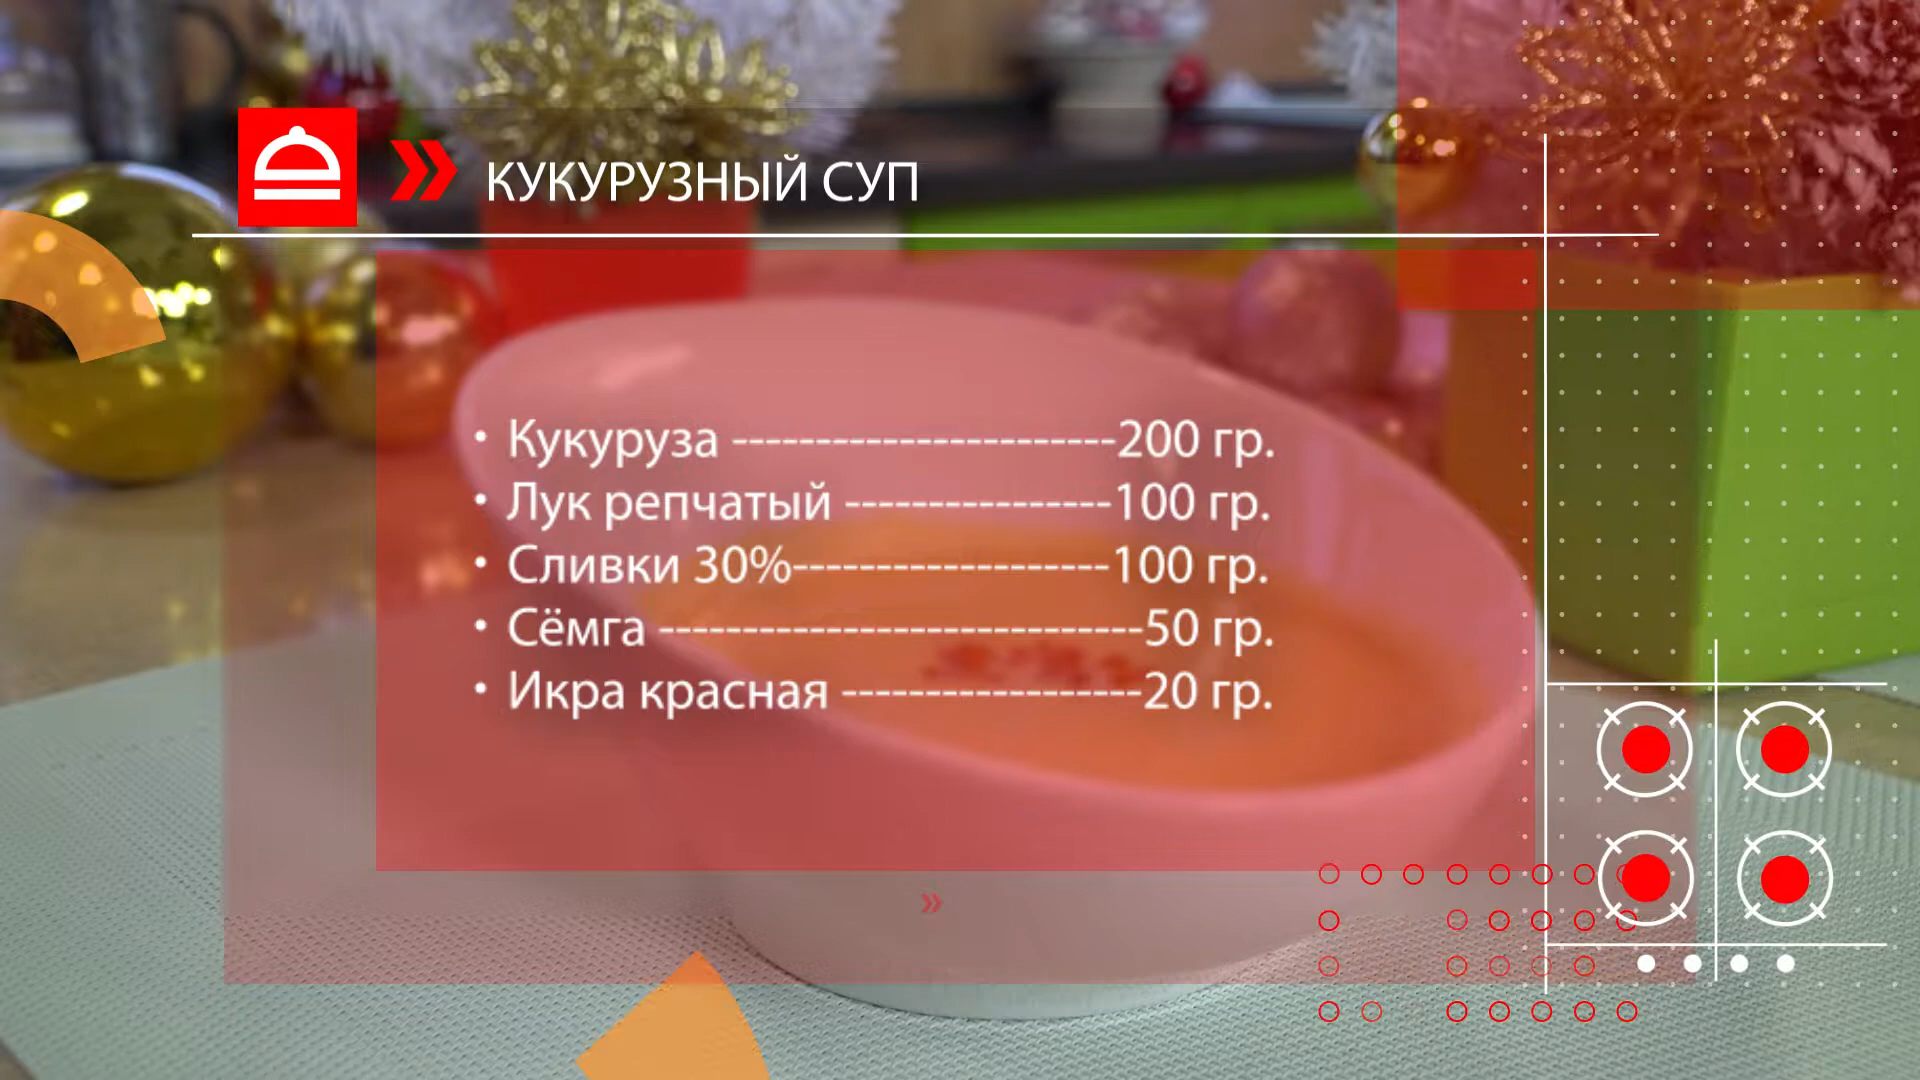 КУКУРУЗНЫЙ СУП
• Кукуруза -----------------------200 гр.
• Лук репчатый ----------------100 гр.
• Сливки 30%-------------------100 гр.
• Сёмга -----------------------------50 гр.
• Икра красная ------------------20 гр.